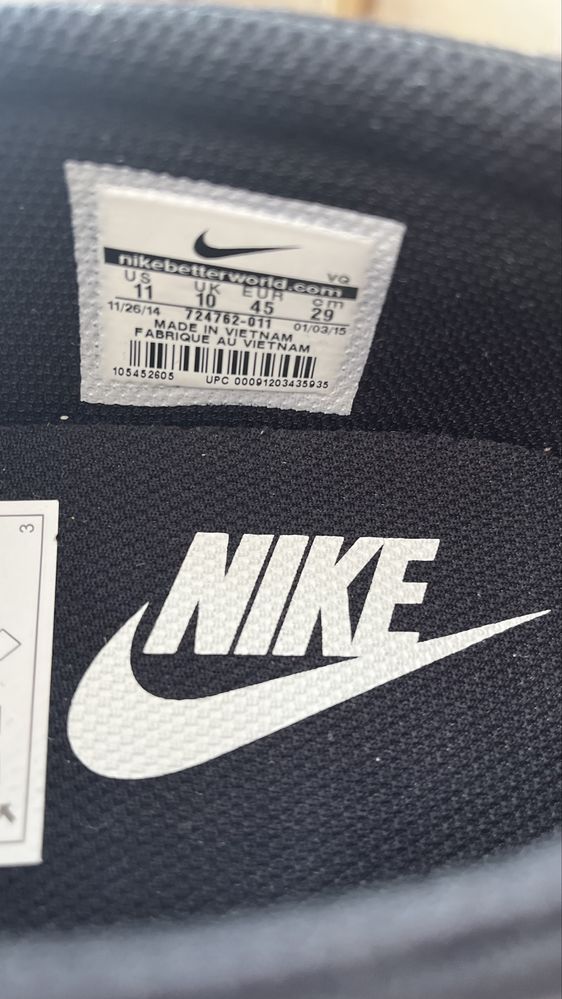 nikebetterworld.com
VQ
US UK EUR cm
11 10 45 29
11/26/14 724762-011 01/03/15
MADE IN VIETNAM
FABRIQUE AU VIETNAM
105452605 UPC 00091203435935
3
NIKE